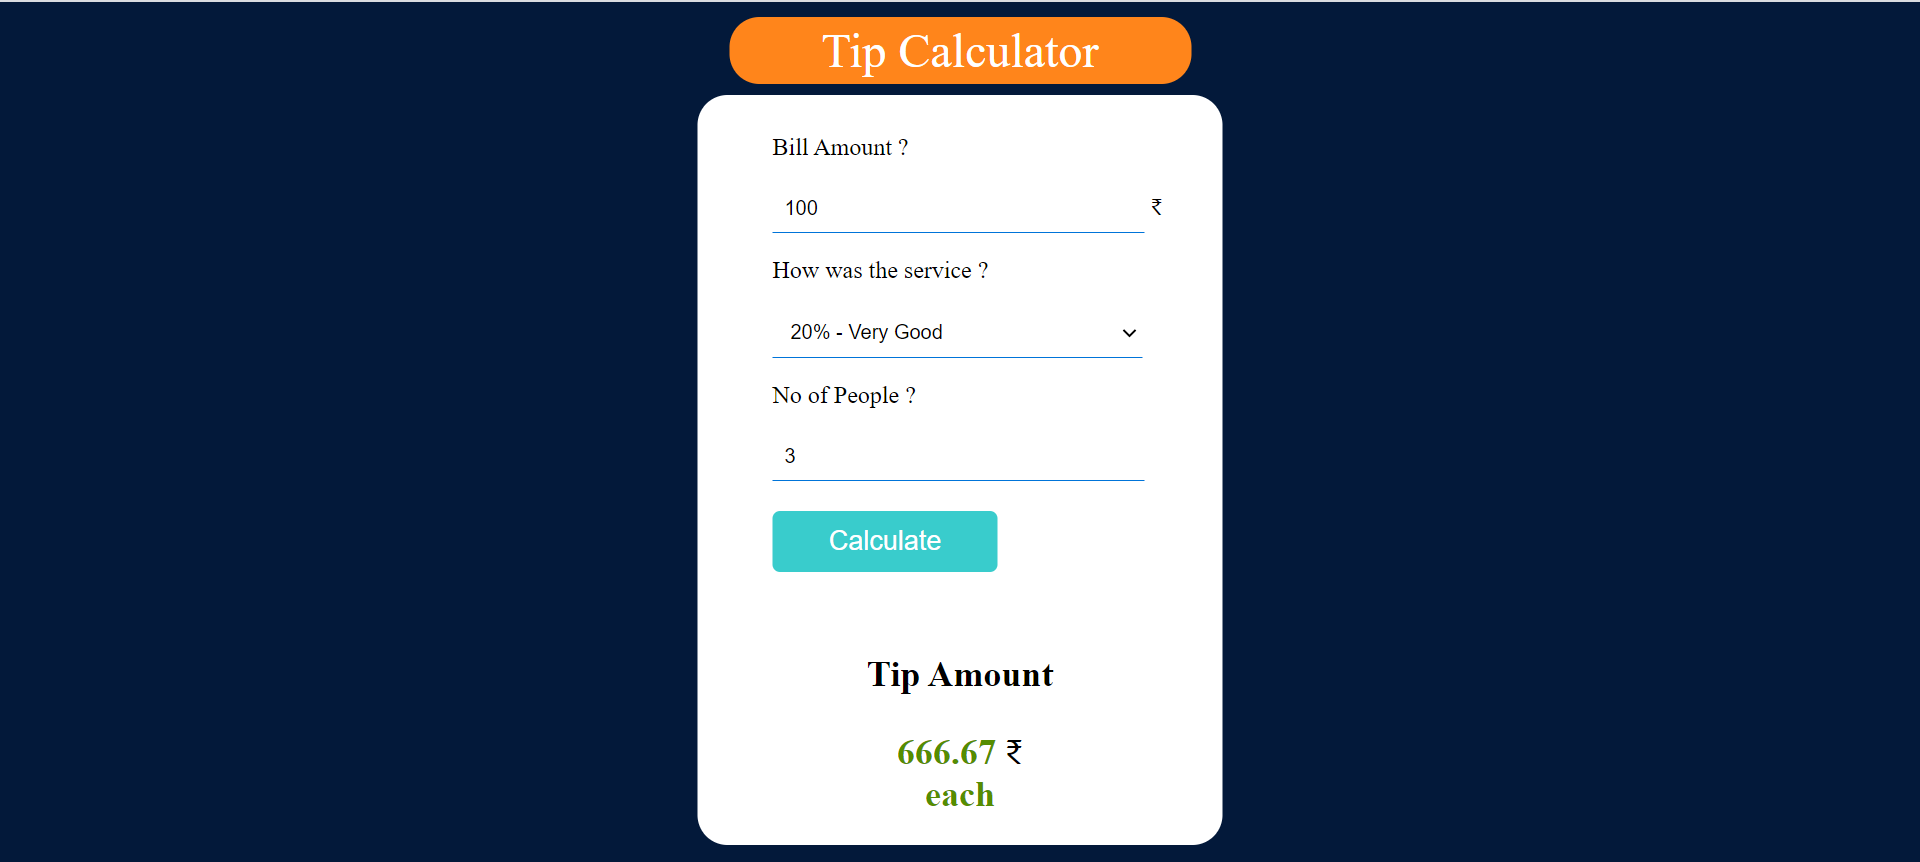 Tip Calculator
Bill Amount ?
100 ₹
How was the service ?
20% - Very Good
No of People ?
3
Calculate
Tip Amount
666.67 ₹
each